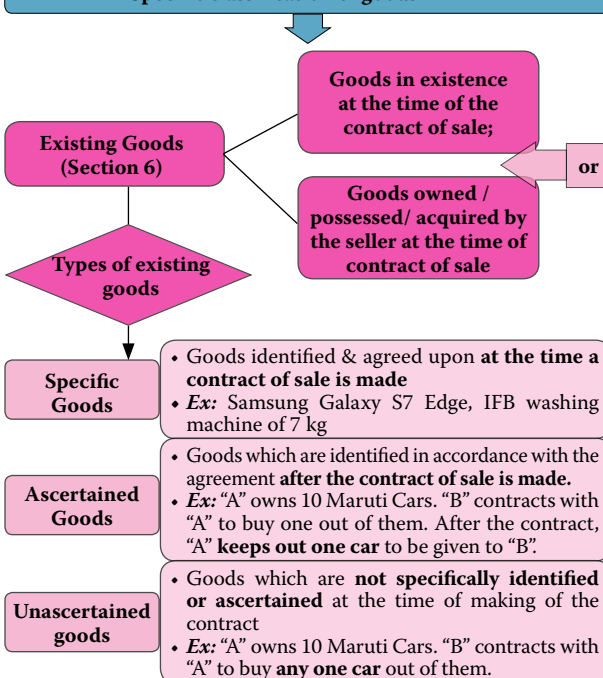 Goods in existence
at the time of the
contract of sale;
Existing Goods
(Section 6)
or
Goods owned /
possessed/ acquired by
the seller at the time of
contract of sale
Types of existing
goods
Specific
Goods
• Goods identified & agreed upon at the time a
contract of sale is made
• Ex: Samsung Galaxy S7 Edge, IFB washing
machine of 7 kg
Ascertained
Goods
• Goods which are identified in accordance with the
agreement after the contract of sale is made.
• Ex: “A” owns 10 Maruti Cars. “B” contracts with
“A” to buy one out of them. After the contract,
“A” keeps out one car to be given to “B”.
Unascertained
goods
• Goods which are not specifically identified
or ascertained at the time of making of the
contract
• Ex: “A” owns 10 Maruti Cars. “B” contracts with
“A” to buy any one car out of them.